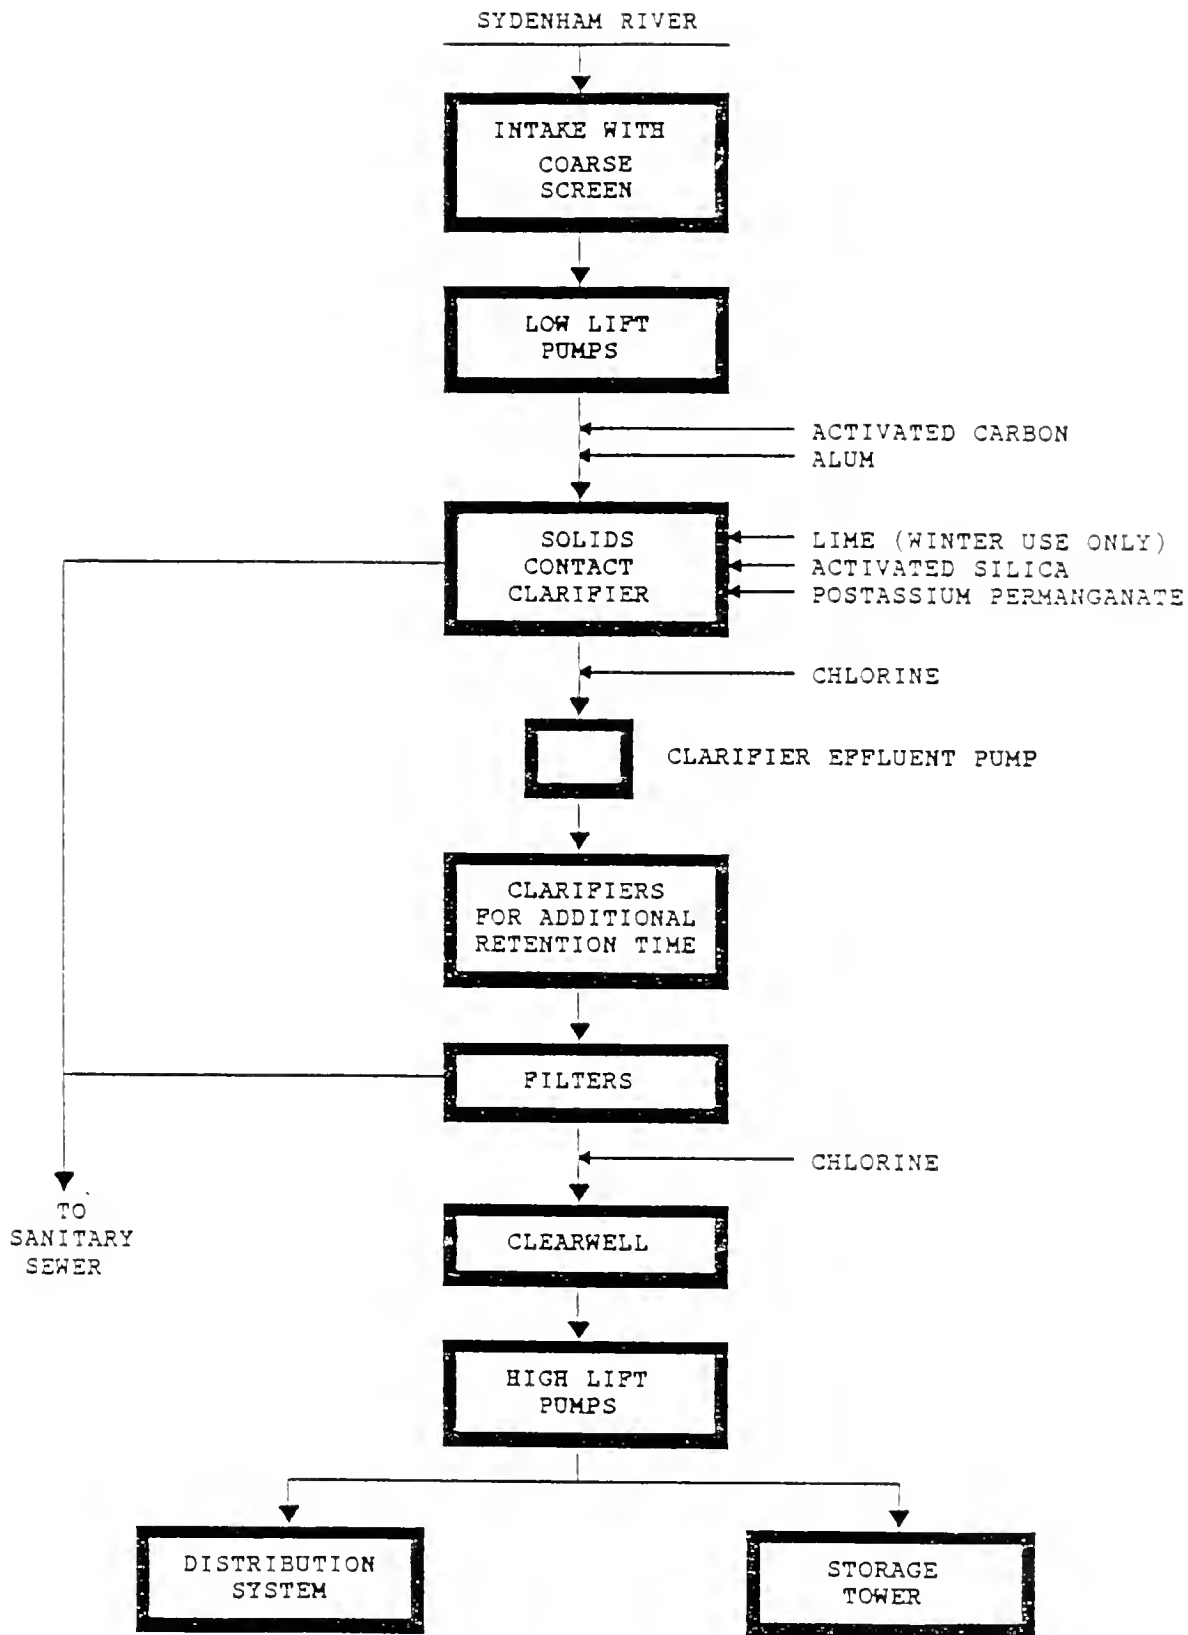 SYDENHAM RIVER
INTAKE WITH
COARSE
SCREEN
LOW LIFT
PUMPS
ACTIVATED CARBON
ALUM
SOLIDS
CONTACT
CLARIFIER
LIME (WINTER USE ONLY)
ACTIVATED SILICA
POSTASSIUM PERMANGANATE
CHLORINE
CLARIFIER EFFLUENT PUMP
CLARIFIERS
FOR ADDITIONAL
RETENTION TIME
FILTERS
CHLORINE
TO
SANITARY
SEWER
CLEARWELL
HIGH LIFT
PUMPS
DISTRIBUTION
SYSTEM
STORAGE
TOWER